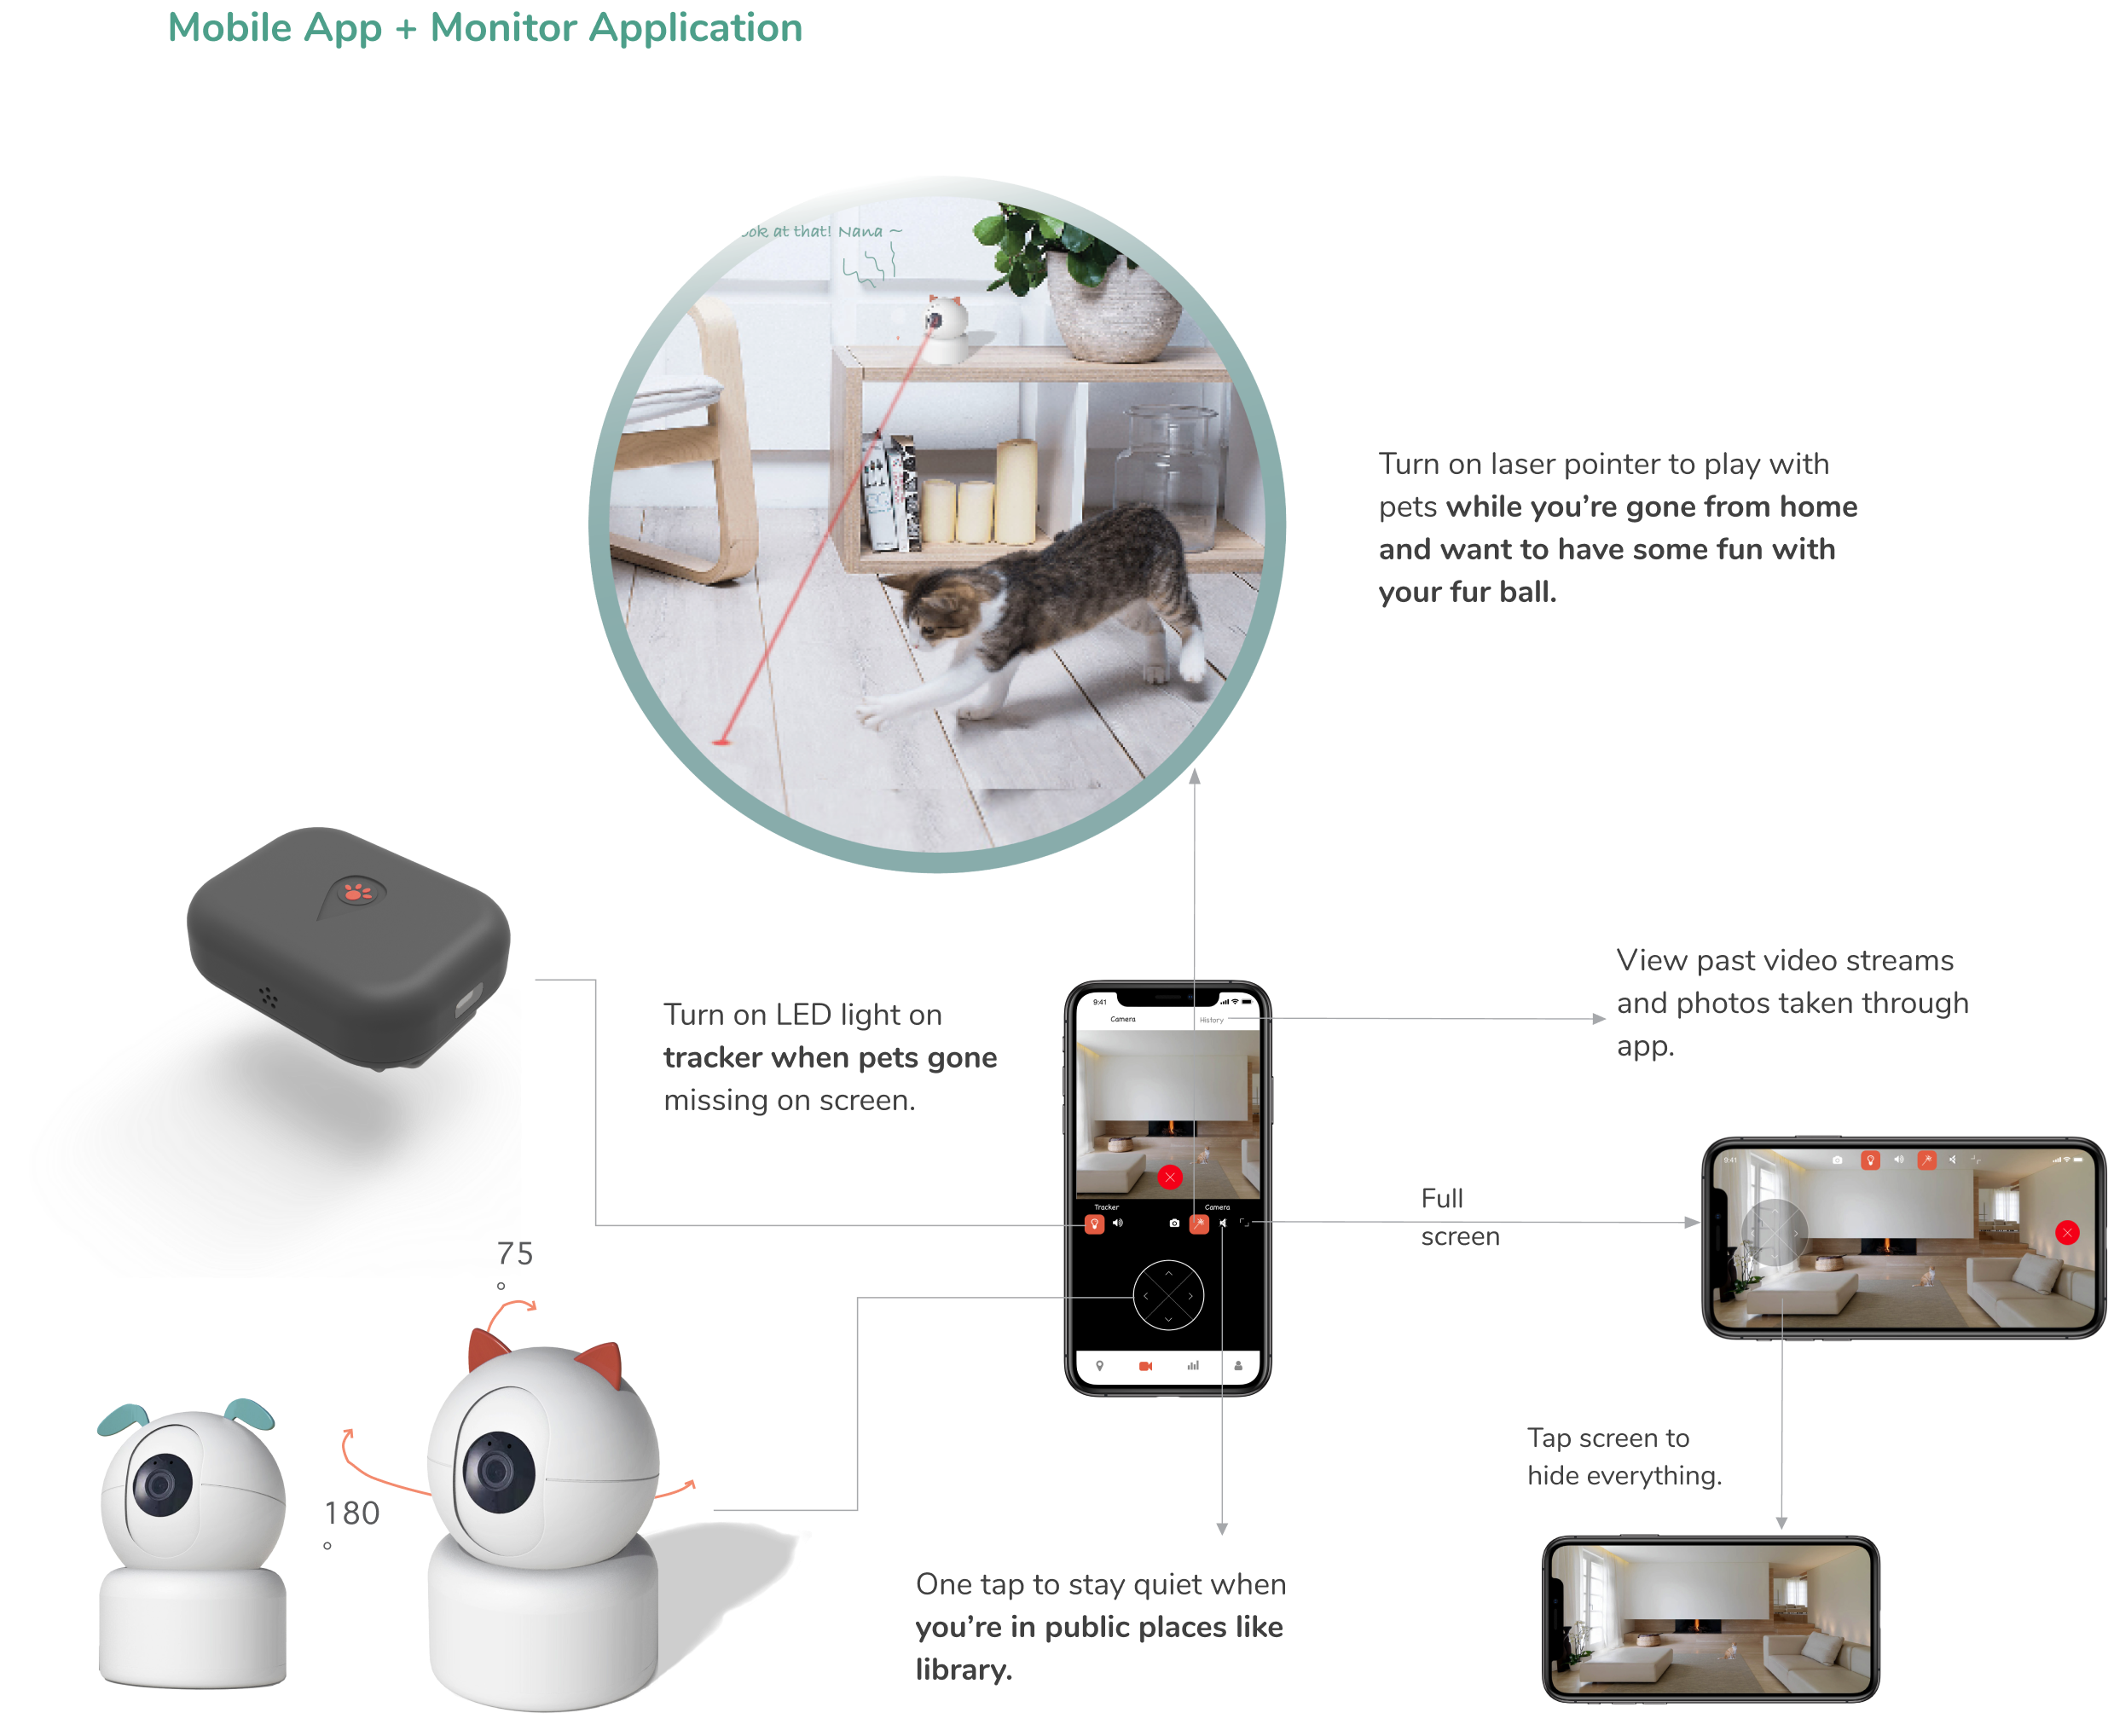 Mobile App + Monitor Application
at that! Nana ~
Turn on laser pointer to play with
pets while you're gone from home
and want to have some fun with
your fur ball.
Turn on LED light on
tracker when pets gone
missing on screen.
9:41
Camera
History
Tracker
Camera
View past video streams
and photos taken through
app.
Full
screen
9:41
75
°
180
°
Tap screen to
hide everything.
One tap to stay quiet when
you're in public places like
library.